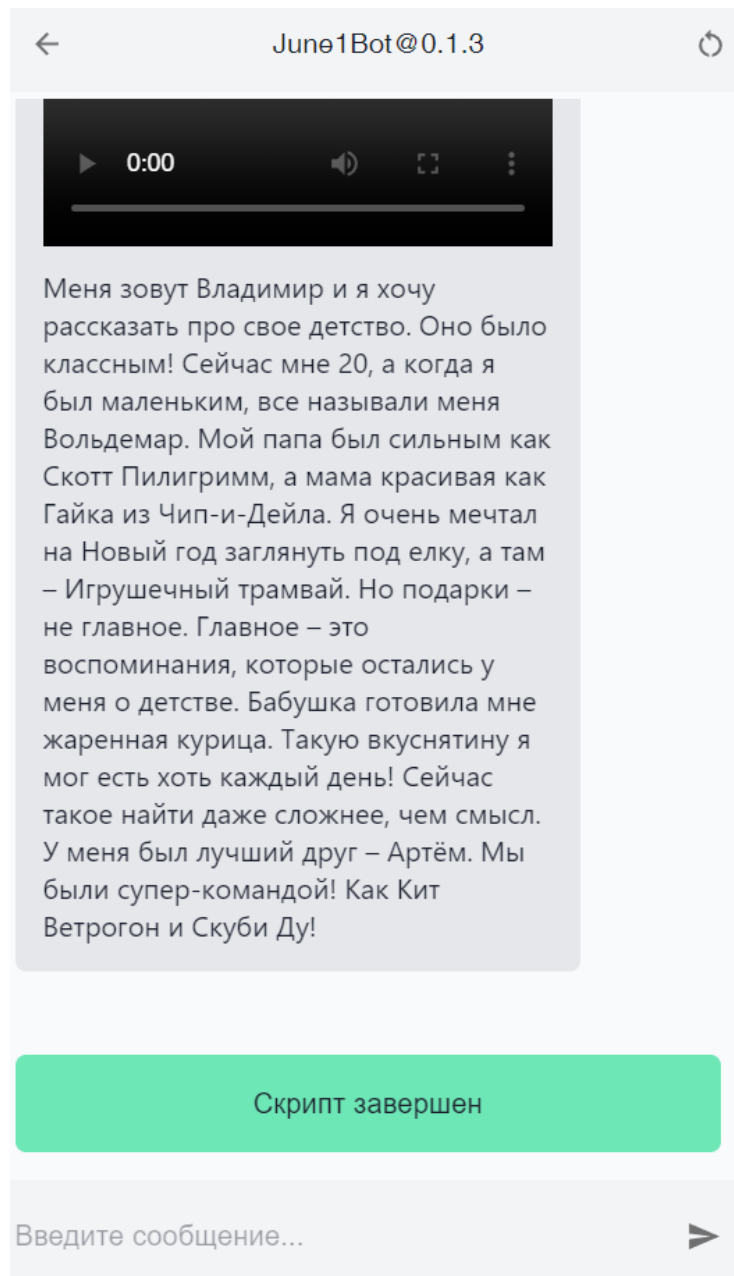 June1Bot@0.1.3
0:00
Меня зовут Владимир и я хочу
рассказать про свое детство. Оно было
классным! Сейчас мне 20, а когда я
был маленьким, все называли меня
Вольдемар. Мой папа был сильным как
Скотт Пилигримм, а мама красивая как
Гайка из Чип-и-Дейла. Я очень мечтал
на Новый год заглянуть под елку, а там
– Игрушечный трамвай. Но подарки –
не главное. Главное – это
воспоминания, которые остались у
меня о детстве. Бабушка готовила мне
жаренная курица. Такую вкуснятину я
мог есть хоть каждый день! Сейчас
такое найти даже сложнее, чем смысл.
У меня был лучший друг – Артём. Мы
были супер-командой! Как Кит
Ветрогон и Скуби Ду!
Скрипт завершен
Введите сообщение...